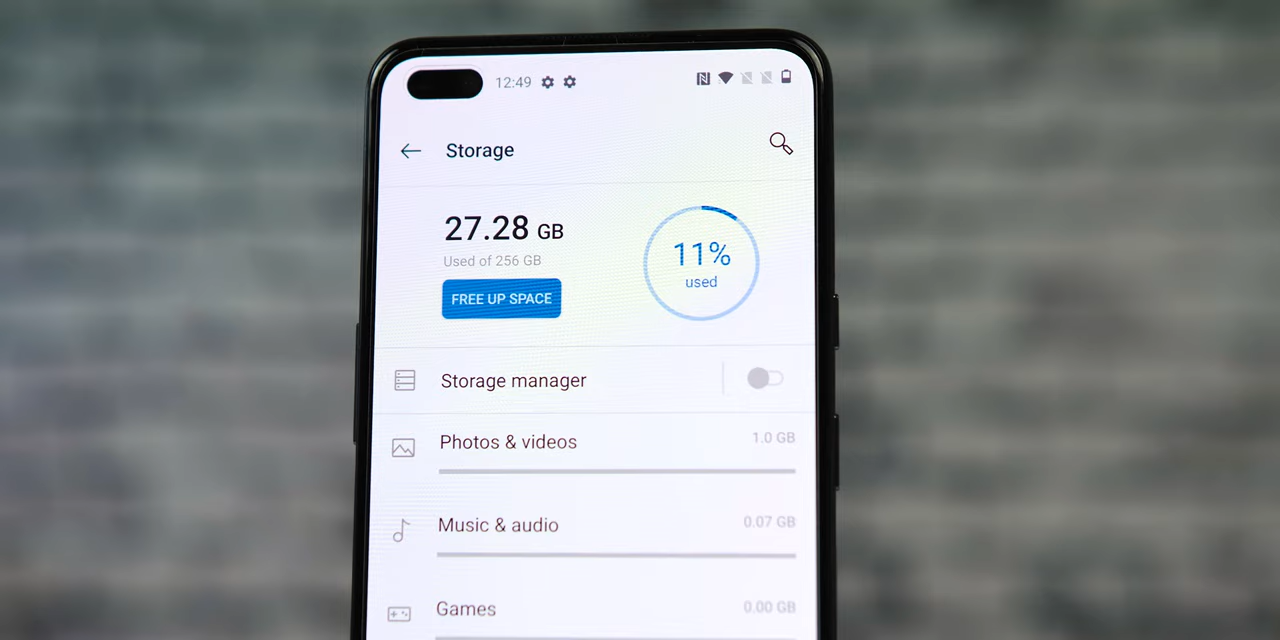 12:49
Storage
27.28 GB
Used of 256 GB
FREE UP SPACE
11%
used
Storage manager
Photos & videos 1.0 GB
Music & audio 0.07 GB
Games 0.00 GB